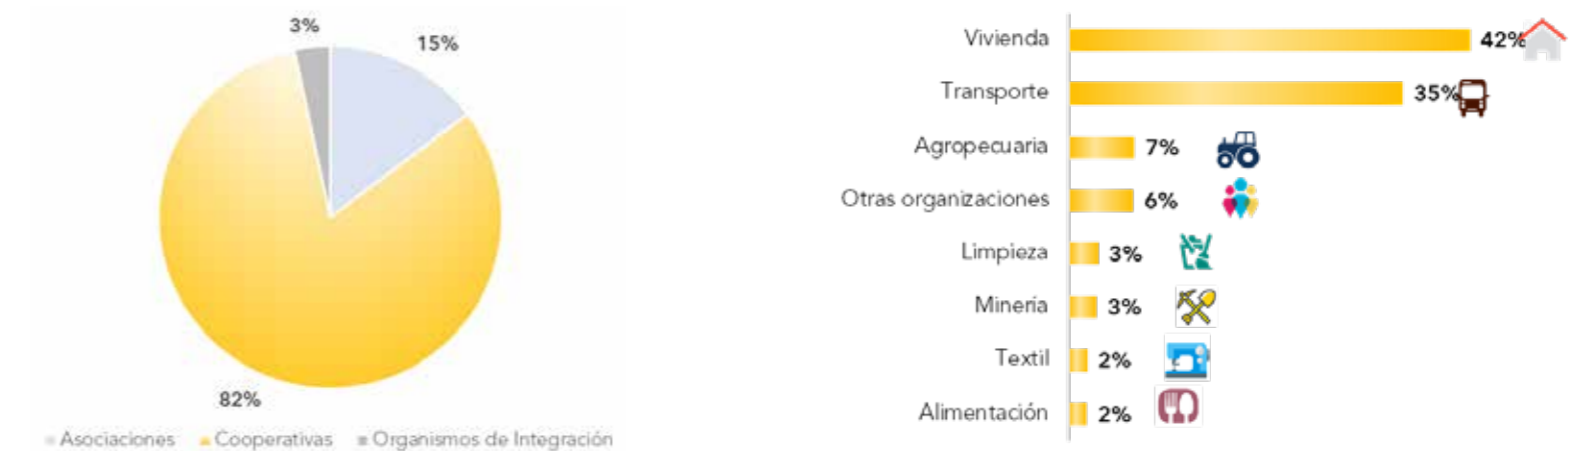 3%
15%
82%
Asociaciones Cooperativas Organismos de Integración
Vivienda 42%
Transporte 35%
Agropecuaria 7%
Otras organizaciones 6%
Limpieza 3%
Minería 3%
Textil 2%
Alimentación 2%